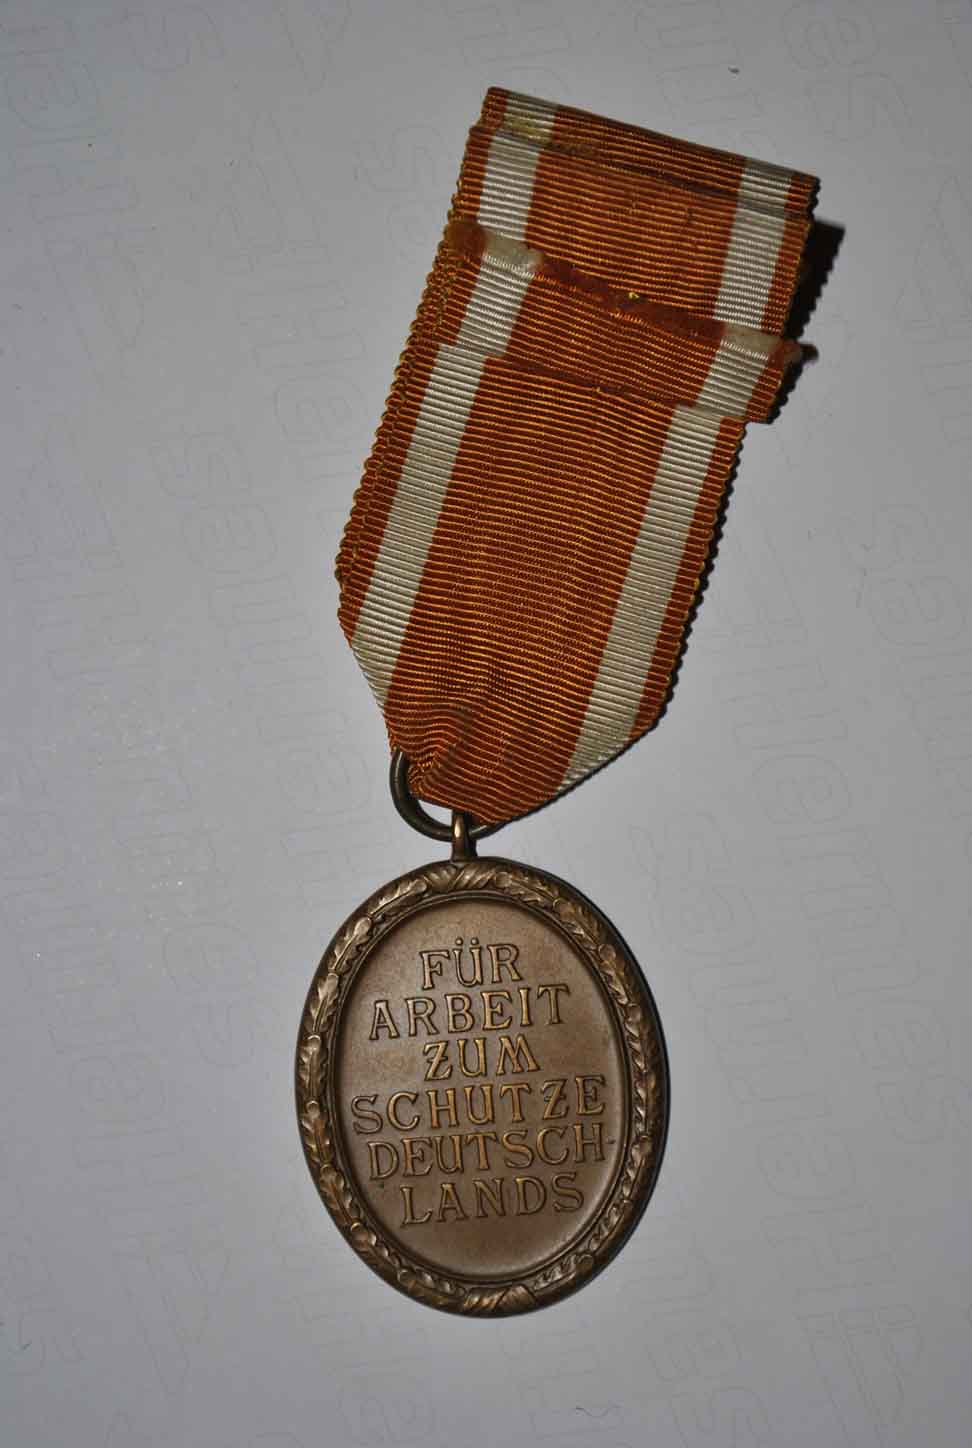 FÜR
ARBEIT
ZUM
SCHUTZE
DEUTSCH-
LANDS